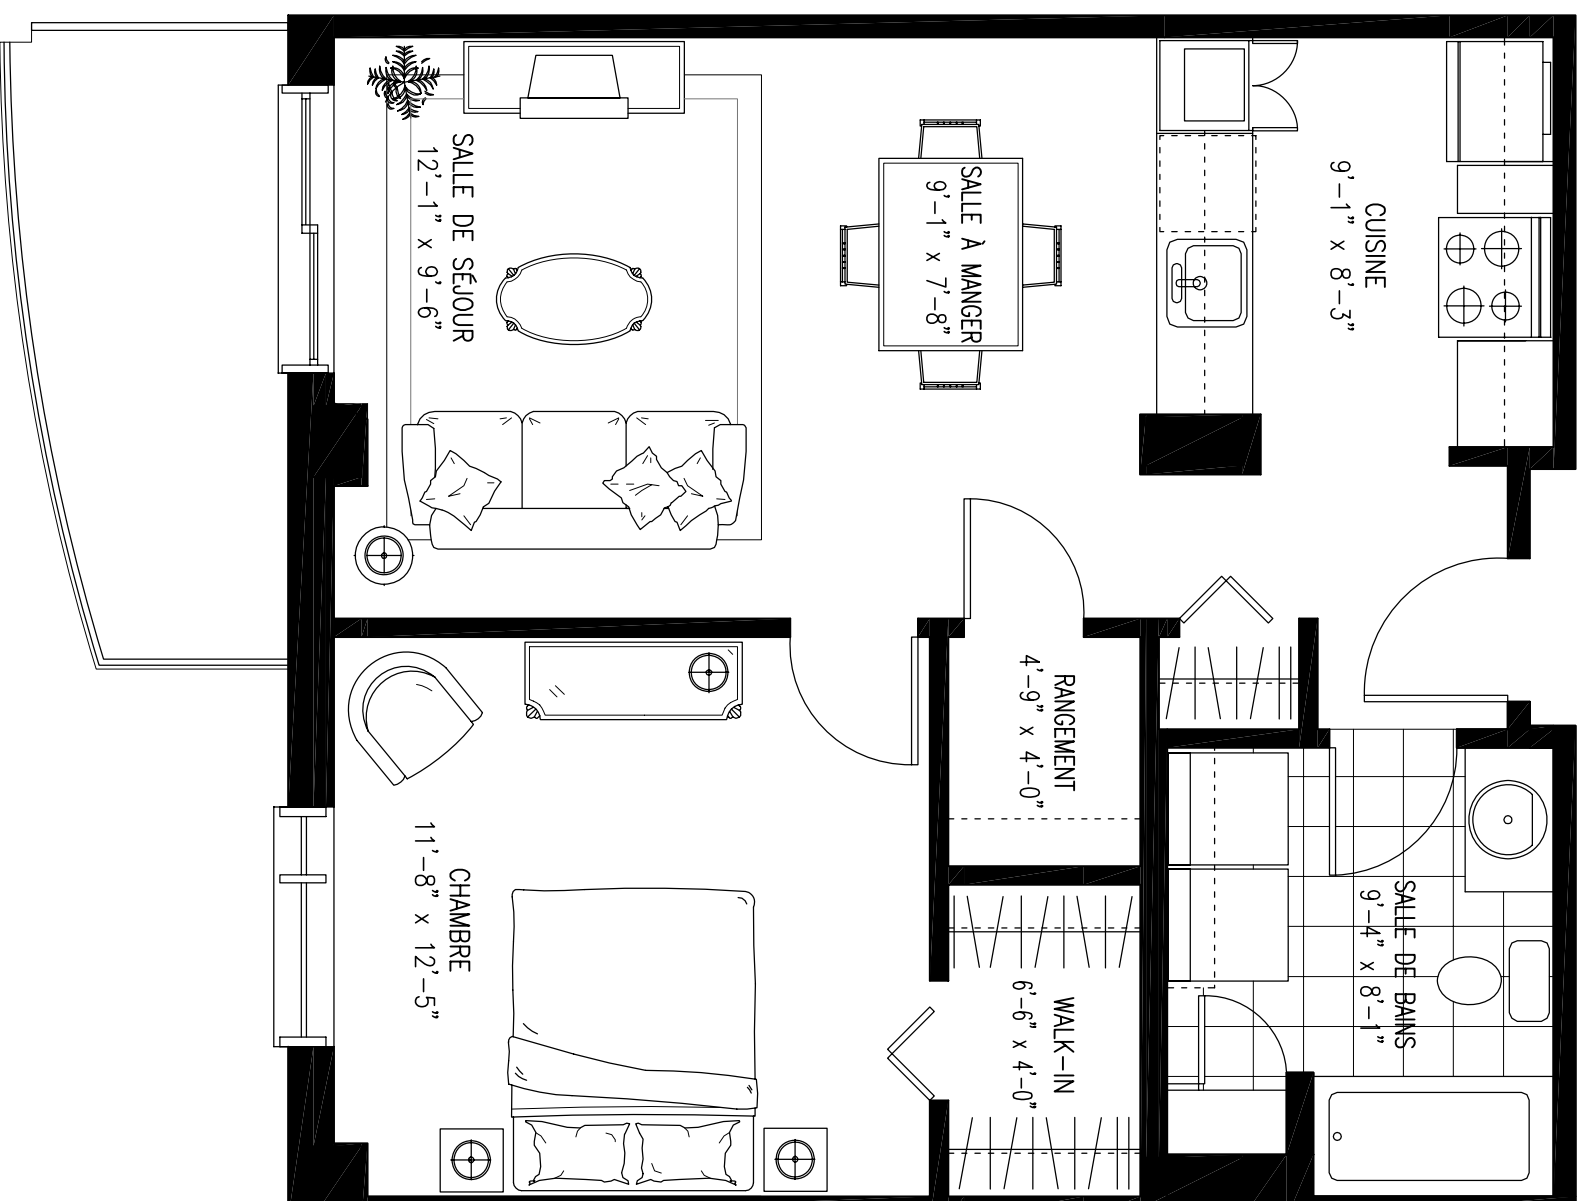 SALLE DE SÉJOUR
12'-1" x 9'-6"
SALLE À MANGER
9'-1" x 7'-8"
CUISINE
9'-1" x 8'-3"
RANGEMENT
4'-9" x 4'-0"
CHAMBRE
11'-8" x 12'-5"
WALK-IN
6'-6" x 4'-0"
SALLE DE BAINS
9'-4" x 8'-1"